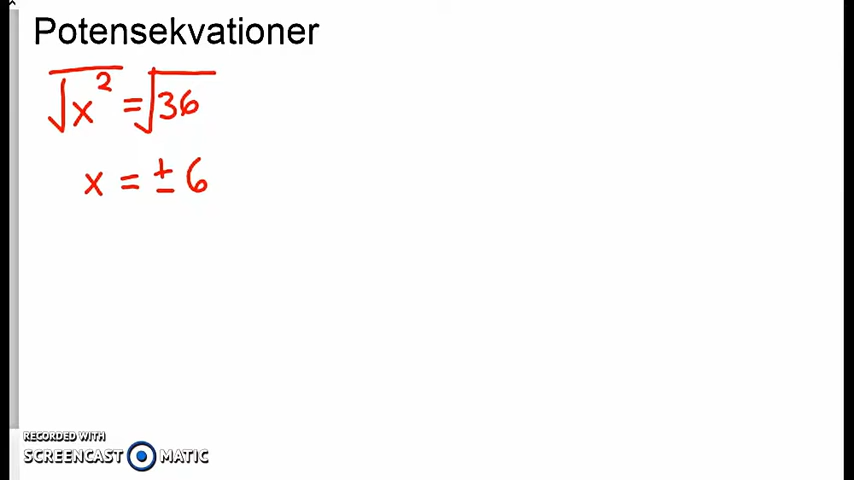 Potensekvationer
√x² = √36
x = ± 6
RECORDED WITH
SCREENCAST MATIC